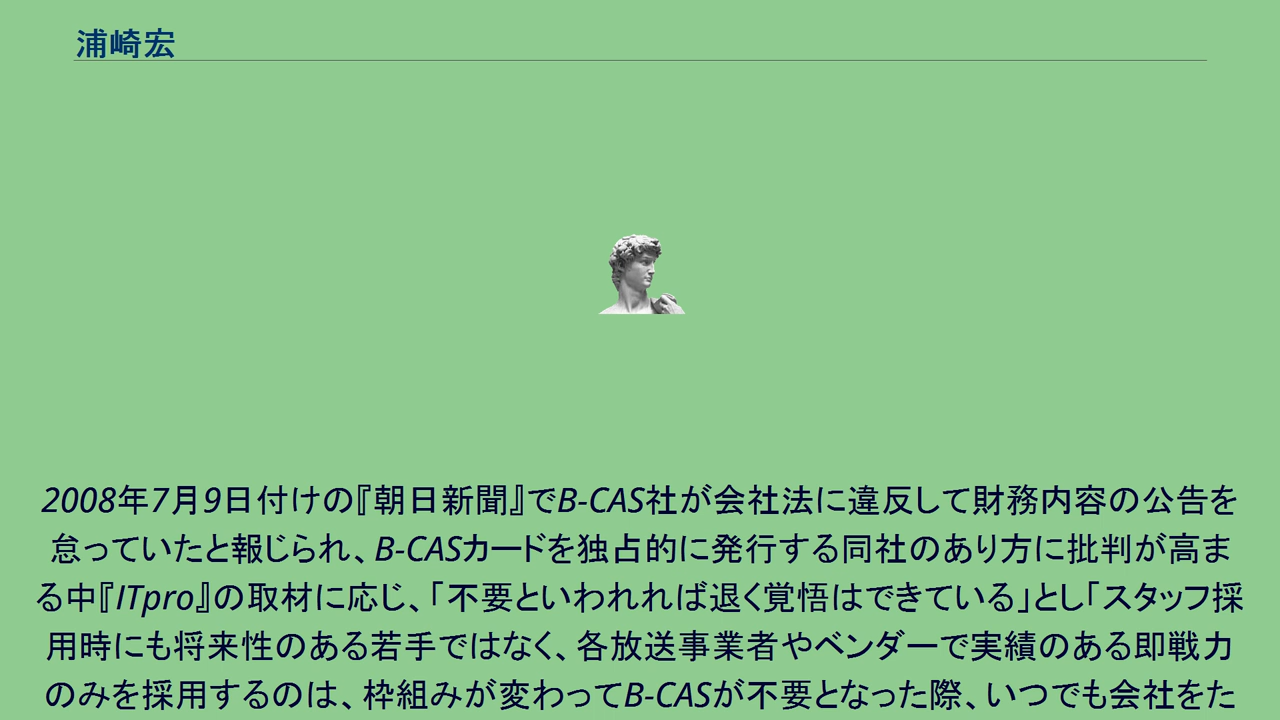 浦崎宏
2008年7月9日付けの『朝日新聞』でB-CAS社が会社法に違反して財務内容の公告を
怠っていたと報じられ、B-CASカードを独占的に発行する同社のあり方に批判が高ま
る中『ITpro』の取材に応じ、「不要といわれれば退く覚悟はできている」とし「スタッフ採
用時にも将来性のある若手ではなく、各放送事業者やベンダーで実績のある即戦力
のみを採用するのは、枠組みが変わってB-CASが不要となった際、いつでも会社をた